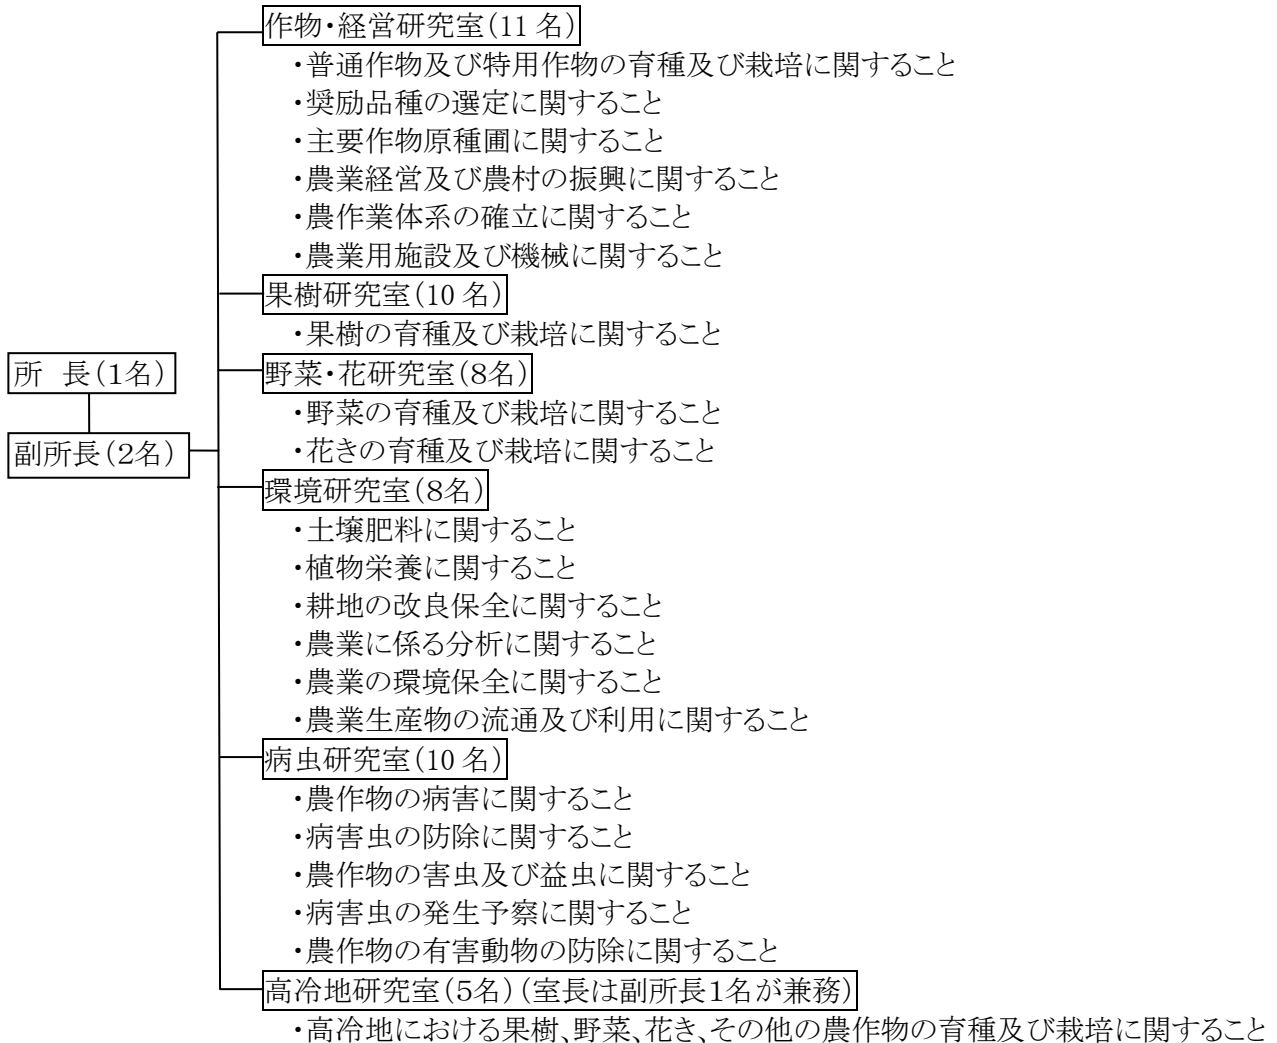 作物・経営研究室(11 名)
・普通作物及び特用作物の育種及び栽培に関すること
・奨励品種の選定に関すること
・主要作物原種圃に関すること
・農業経営及び農村の振興に関すること
・農作業体系の確立に関すること
・農業用施設及び機械に関すること
果樹研究室(10 名)
・果樹の育種及び栽培に関すること
所 長(1名)
副所長(2名)
野菜・花研究室(8名)
・野菜の育種及び栽培に関すること
・花きの育種及び栽培に関すること
環境研究室(8名)
・土壌肥料に関すること
・植物栄養に関すること
・耕地の改良保全に関すること
・農業に係る分析に関すること
・農業の環境保全に関すること
・農業生産物の流通及び利用に関すること
病虫研究室(10 名)
・農作物の病害に関すること
・病害虫の防除に関すること
・農作物の害虫及び益虫に関すること
・病害虫の発生予察に関すること
・農作物の有害動物の防除に関すること
高冷地研究室(5名)(室長は副所長1名が兼務)
・高冷地における果樹、野菜、花き、その他の農作物の育種及び栽培に関すること